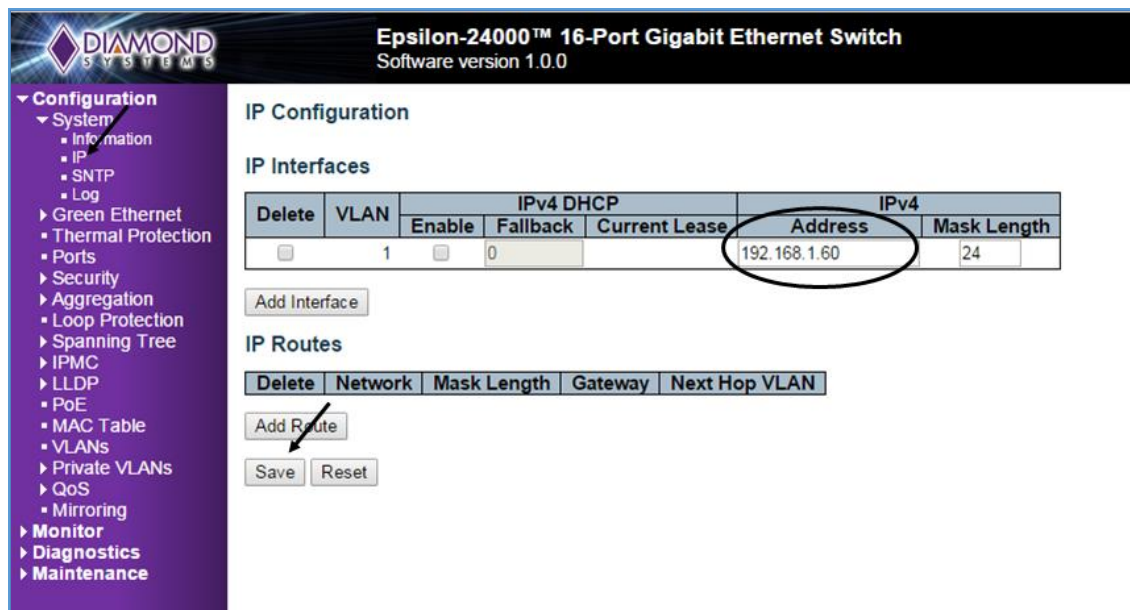 DIAMOND
SYSTEMS
Epsilon-24000™ 16-Port Gigabit Ethernet Switch
Software version 1.0.0
Configuration
System
Information
IP
SNTP
Log
Green Ethernet
Thermal Protection
Ports
Security
Aggregation
Loop Protection
Spanning Tree
IPMC
LLDP
PoE
MAC Table
VLANs
Private VLANs
QoS
Mirroring
Monitor
Diagnostics
Maintenance
IP Configuration
IP Interfaces
Delete VLAN IPv4 DHCP IPv4
Enable Fallback Current Lease Address Mask Length
1 0 192.168.1.60 24
Add Interface
IP Routes
Delete Network Mask Length Gateway Next Hop VLAN
Add Route
Save Reset